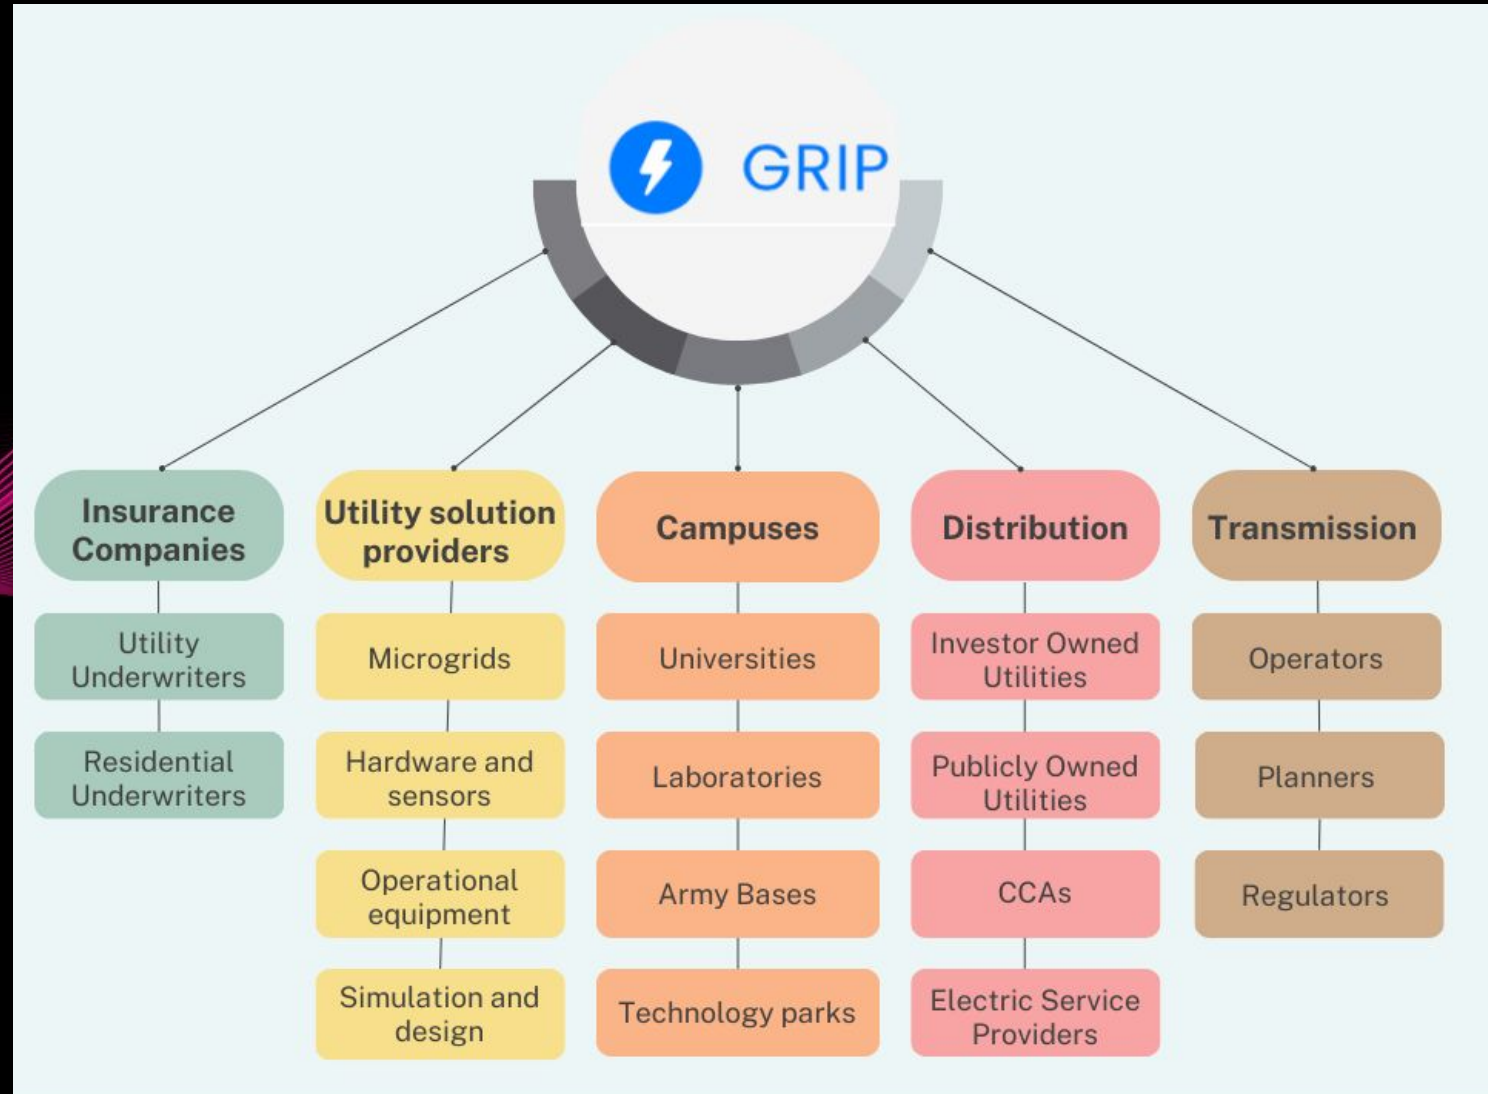 GRIP
Insurance
Companies
Utility
Underwriters
Residential
Underwriters
Utility solution
providers
Microgrids
Hardware and
sensors
Operational
equipment
Simulation and
design
Campuses
Universities
Laboratories
Army Bases
Technology parks
Distribution
Investor Owned
Utilities
Publicly Owned
Utilities
CCAs
Electric Service
Providers
Transmission
Operators
Planners
Regulators